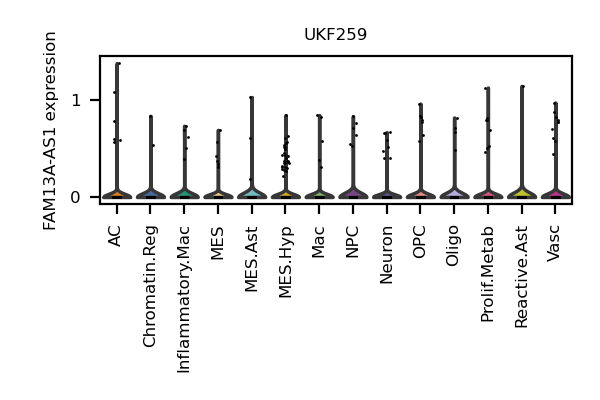 UKF259
FAM13A-AS1 expression
1
0
AC
Chromatin.Reg
Inflammatory.Mac
MES
MES.Ast
MES.Hyp
Mac
NPC
Neuron
OPC
Oligo
Prolif.Metab
Reactive.Ast
Vasc